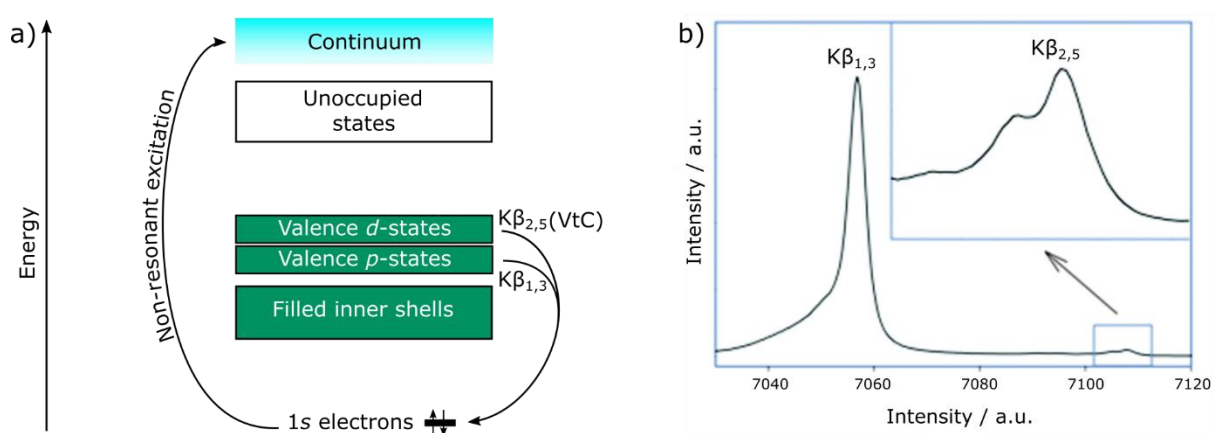 a)
Continuum
Unoccupied
states
Non-resonant excitation
Energy
Valence d-states
Kβ2,5(VtC)
Valence p-states
Kβ1,3
Filled inner shells
1s electrons
b)
Kβ1,3
Kβ2,5
Intensity / a.u.
7040 7060 7080 7100 7120
Intensity / a.u.